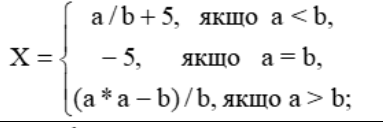 a / b + 5, якщо a < b,
X = - 5, якщо a = b,
(a * a – b) / b, якщо a > b;